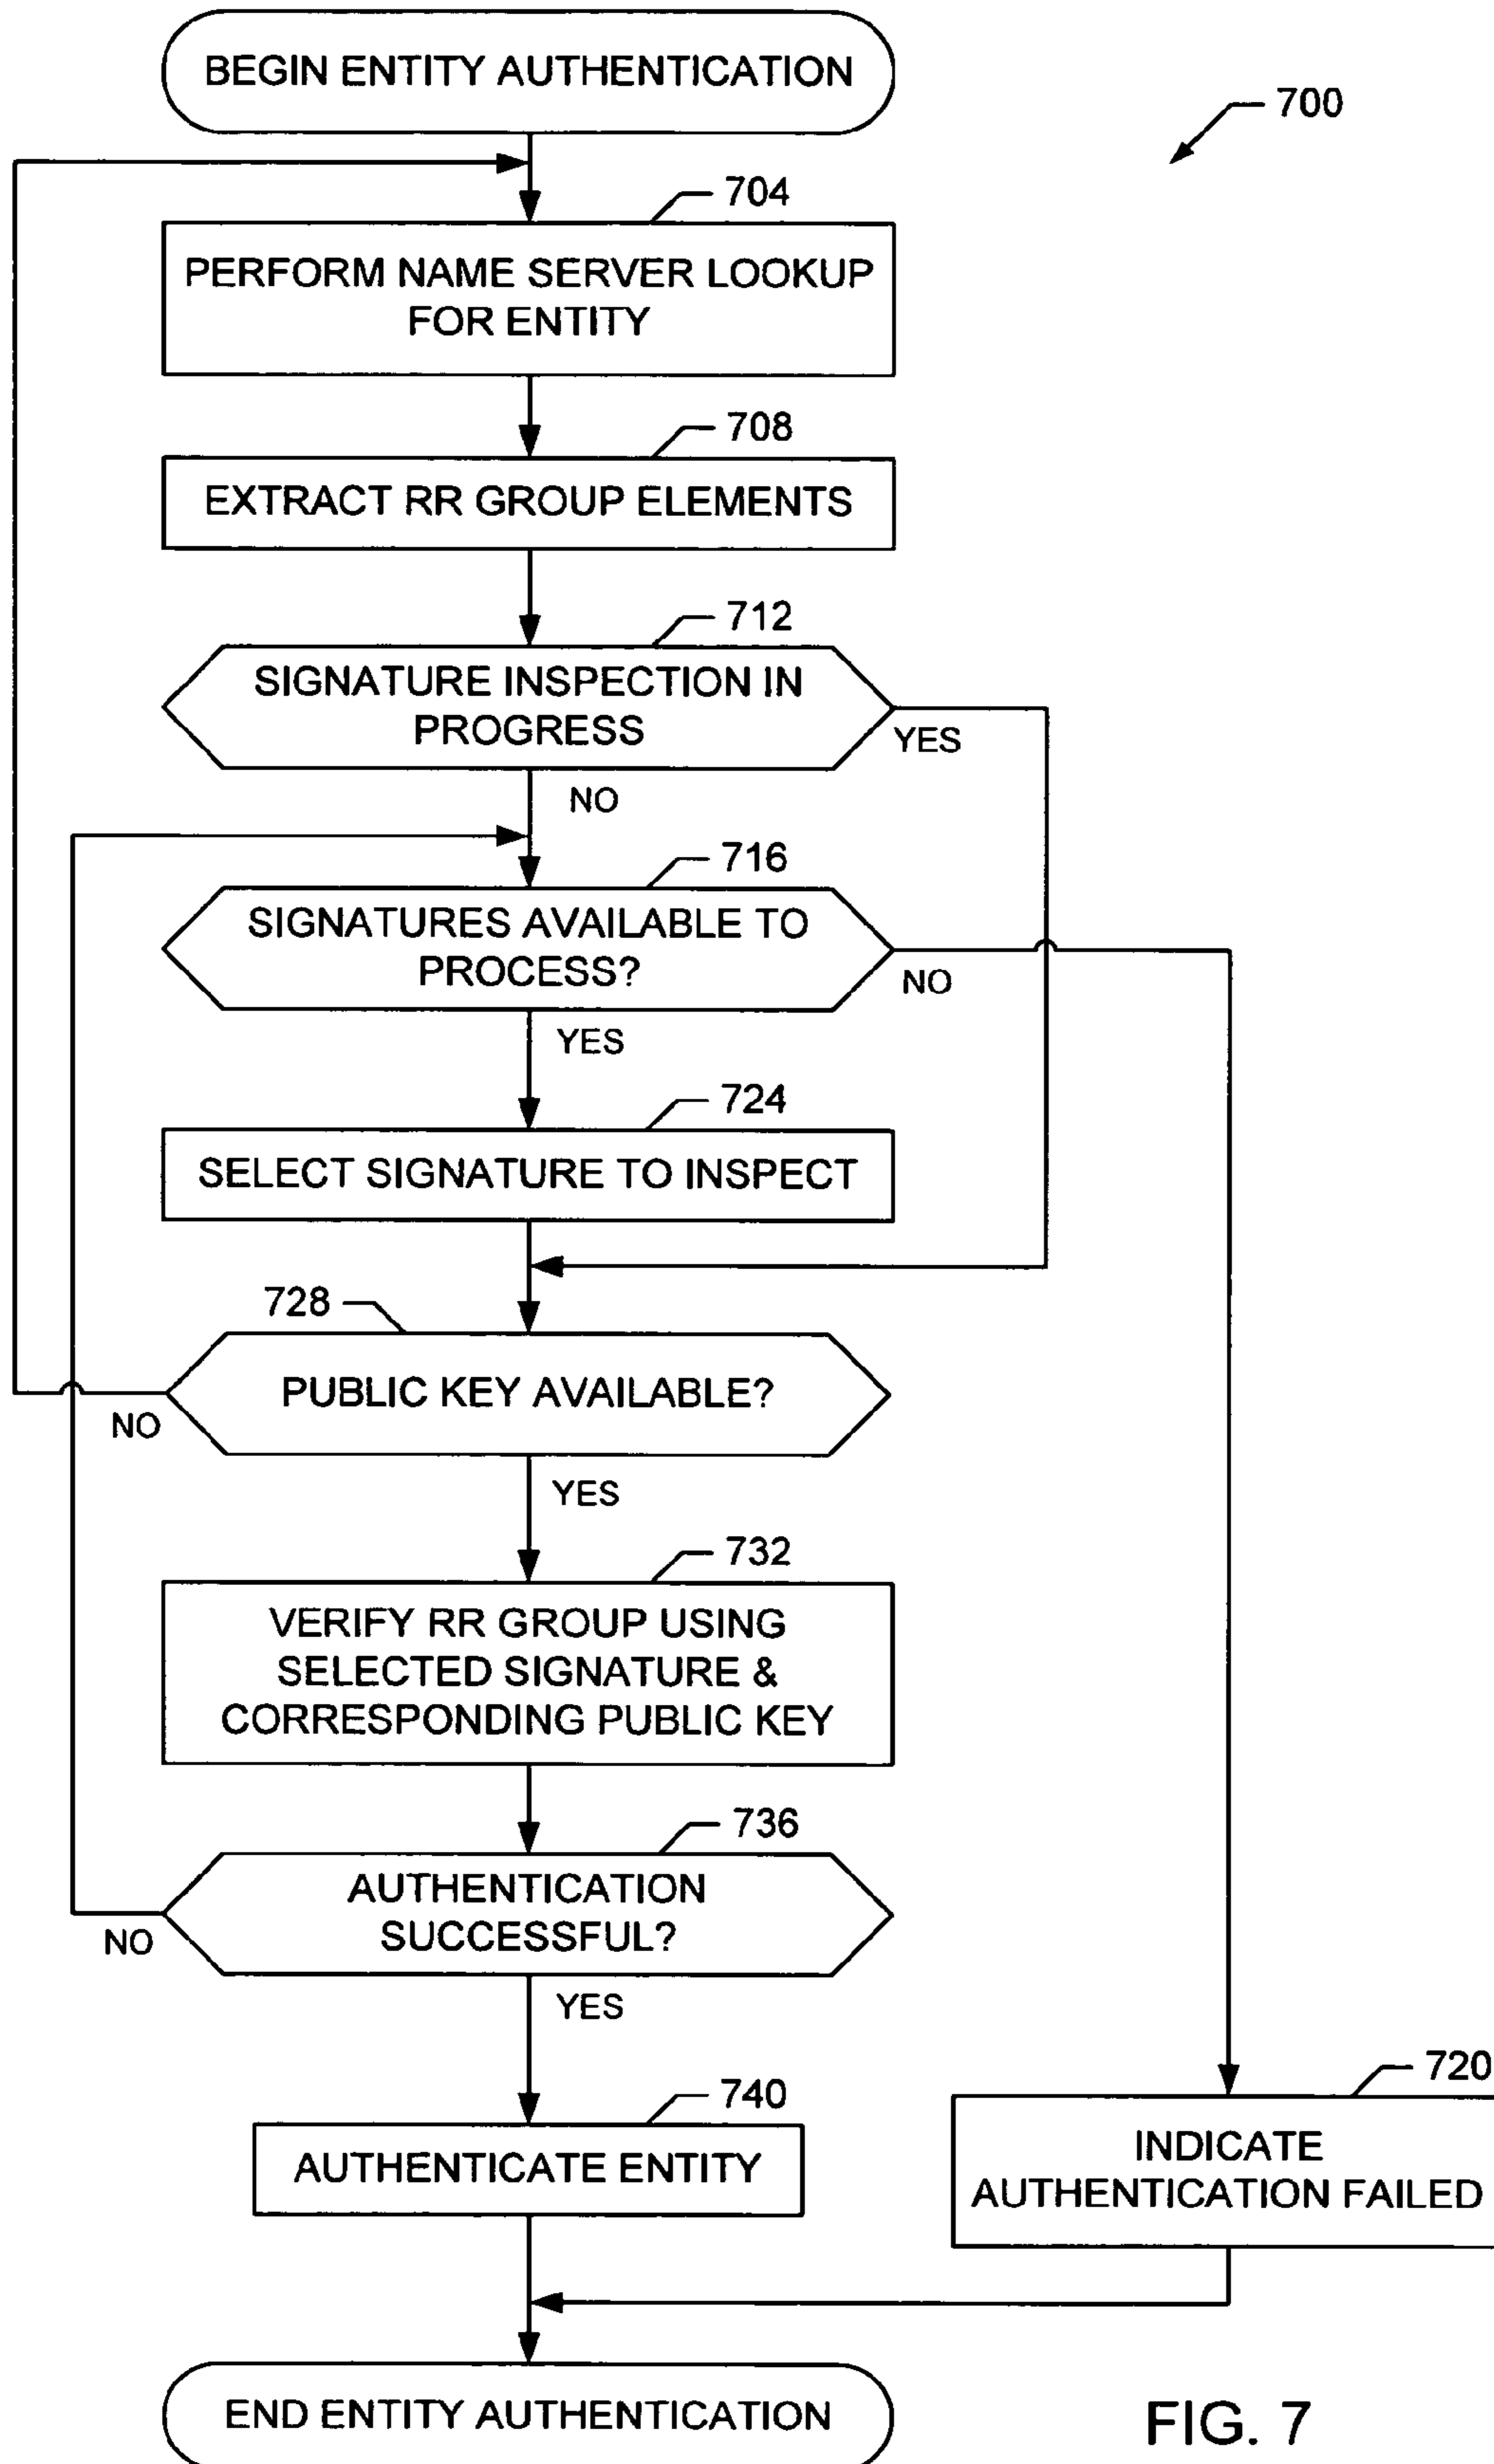 BEGIN ENTITY AUTHENTICATION
700
704
PERFORM NAME SERVER LOOKUP
FOR ENTITY
708
EXTRACT RR GROUP ELEMENTS
712
SIGNATURE INSPECTION IN
PROGRESS
YES
NO
716
SIGNATURES AVAILABLE TO
PROCESS?
NO
YES
724
SELECT SIGNATURE TO INSPECT
728
PUBLIC KEY AVAILABLE?
NO
YES
732
VERIFY RR GROUP USING
SELECTED SIGNATURE &
CORRESPONDING PUBLIC KEY
736
AUTHENTICATION
SUCCESSFUL?
NO
YES
740
AUTHENTICATE ENTITY
720
INDICATE
AUTHENTICATION FAILED
END ENTITY AUTHENTICATION
FIG. 7